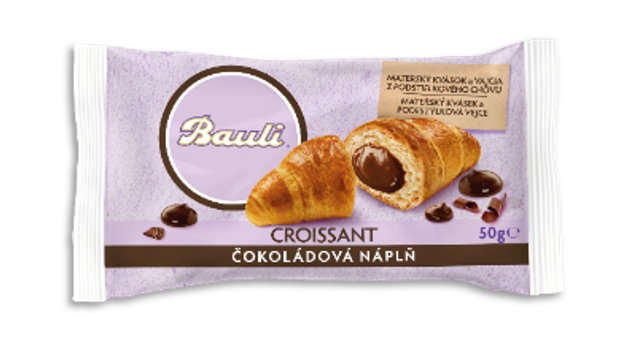 MATERSKÝ KVÁSOK a VAJCIA
Z PODSTIELKOVÉHO CHOVU
MATEŘSKÝ KVÁSEK a
PODESTÝLKOVÁ VEJCE
Bauli
CROISSANT
50g℮
ČOKOLÁDOVÁ NÁPLŇ